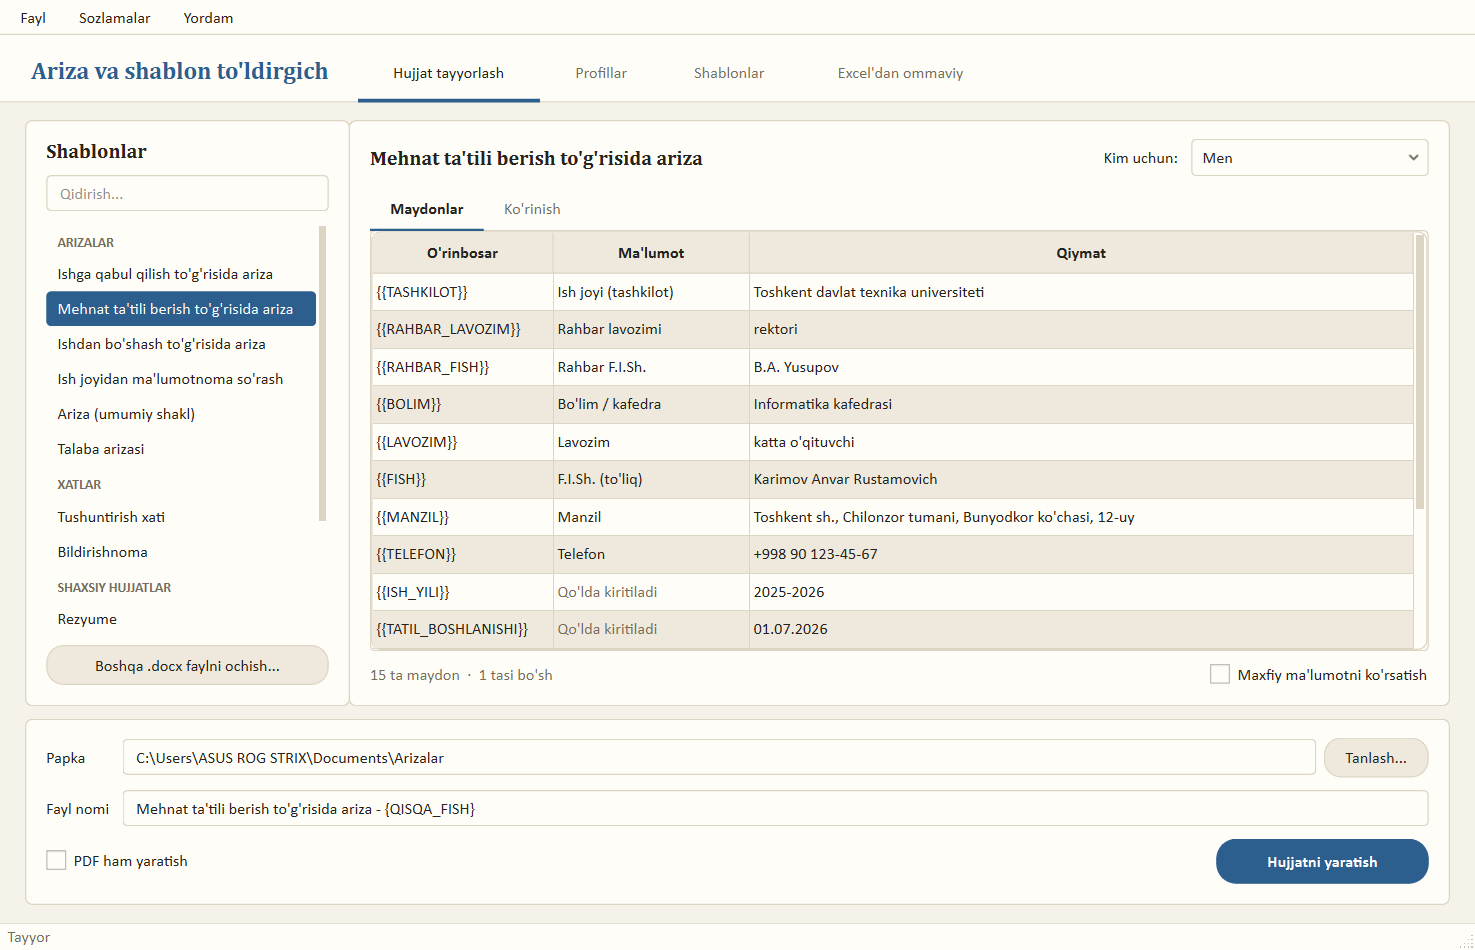 Fayl Sozlamalar Yordam
Ariza va shablon to'ldirgich Hujjat tayyorlash Profillar Shablonlar Excel'dan ommaviy
Shablonlar
Qidirish...
ARIZALAR
Ishga qabul qilish to'g'risida ariza
Mehnat ta'tili berish to'g'risida ariza
Ishdan bo'shash to'g'risida ariza
Ish joyidan ma'lumotnoma so'rash
Ariza (umumiy shakl)
Talaba arizasi
XATLAR
Tushuntirish xati
Bildirishnoma
SHAXSIY HUJJATLAR
Rezyume
Boshqa .docx faylni ochish...
Mehnat ta'tili berish to'g'risida ariza Kim uchun: Men
Maydonlar Ko'rinish
O'rinbosar Ma'lumot Qiymat
{{TASHKILOT}} Ish joyi (tashkilot) Toshkent davlat texnika universiteti
{{RAHBAR_LAVOZIM}} Rahbar lavozimi rektori
{{RAHBAR_FISH}} Rahbar F.I.Sh. B.A. Yusupov
{{BOLIM}} Bo'lim / kafedra Informatika kafedrasi
{{LAVOZIM}} Lavozim katta o'qituvchi
{{FISH}} F.I.Sh. (to'liq) Karimov Anvar Rustamovich
{{MANZIL}} Manzil Toshkent sh., Chilonzor tumani, Bunyodkor ko'chasi, 12-uy
{{TELEFON}} Telefon +998 90 123-45-67
{{ISH_YILI}} Qo'lda kiritiladi 2025-2026
{{TATIL_BOSHLANISHI}} Qo'lda kiritiladi 01.07.2026
15 ta maydon · 1 tasi bo'sh Maxfiy ma'lumotni ko'rsatish
Papka C:\Users\ASUS ROG STRIX\Documents\Arizalar Tanlash...
Fayl nomi Mehnat ta'tili berish to'g'risida ariza - {QISQA_FISH}
PDF ham yaratish Hujjatni yaratish
Tayyor